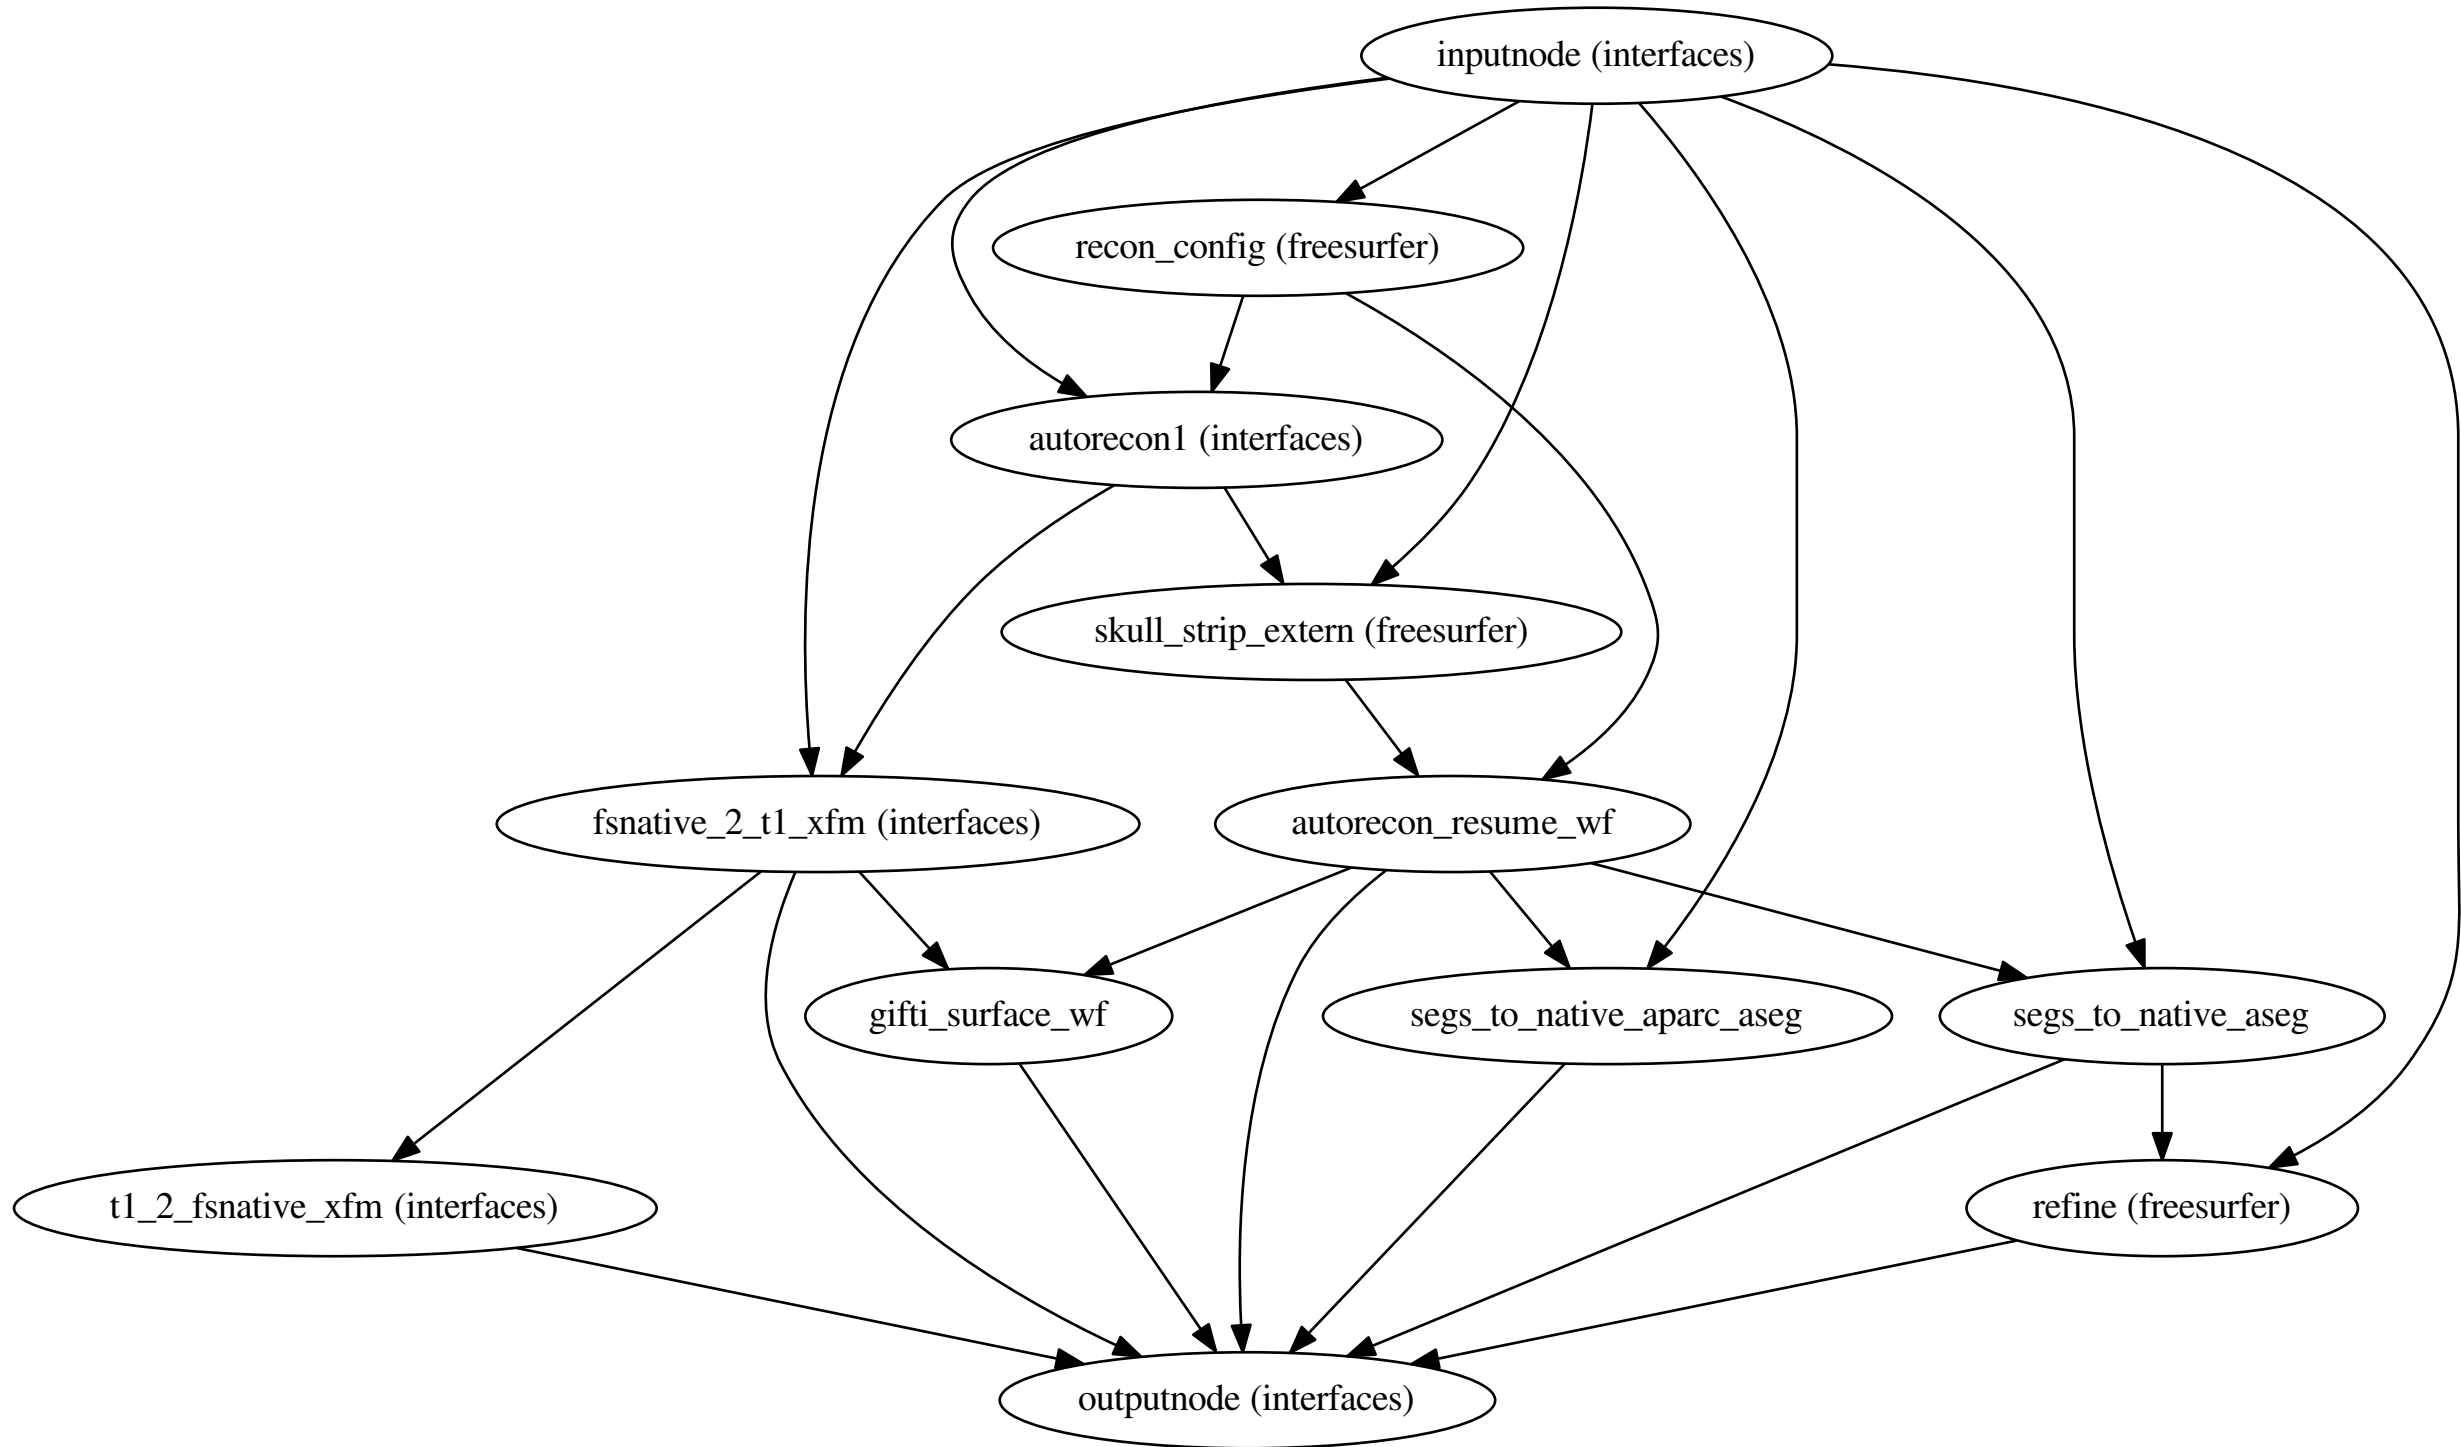 inputnode (interfaces)
recon_config (freesurfer)
autorecon1 (interfaces)
skull_strip_extern (freesurfer)
fsnative_2_t1_xfm (interfaces)
autorecon_resume_wf
gifti_surface_wf
segs_to_native_aparc_aseg
segs_to_native_aseg
t1_2_fsnative_xfm (interfaces)
refine (freesurfer)
outputnode (interfaces)